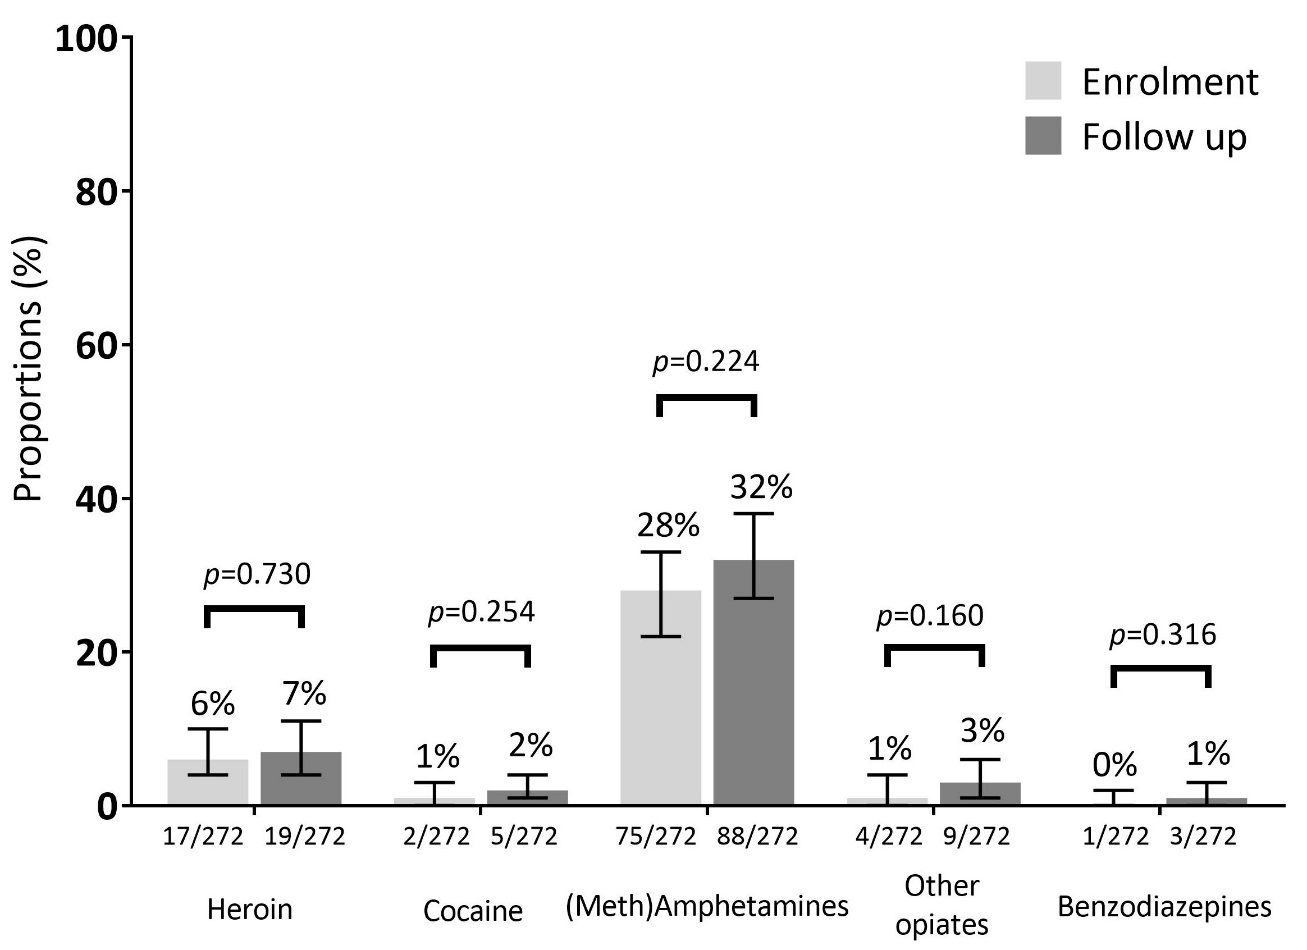 100
80
60
40
20
0
Proportions (%)
Enrolment
Follow up
p=0.730
6%
7%
p=0.254
1%
2%
p=0.224
28%
32%
p=0.160
1%
3%
p=0.316
0%
1%
17/272 19/272 2/272 5/272 75/272 88/272 4/272 9/272 1/272 3/272
Heroin
Cocaine
(Meth)Amphetamines
Other
opiates
Benzodiazepines